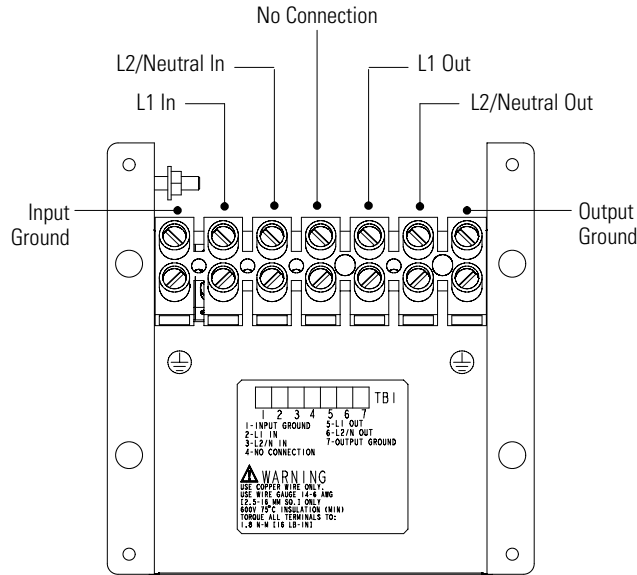 No Connection
L2/Neutral In
L1 Out
L1 In
L2/Neutral Out
Input
Ground
Output
Ground
TB1
1 2 3 4 5 6 7
1-INPUT GROUND
2-L1 IN
3-L2/N IN
4-NO CONNECTION
5-L1 OUT
6-L2/N OUT
7-OUTPUT GROUND
WARNING
USE COPPER WIRE ONLY.
USE WIRE GAUGE 14-6 AWG
[2.5-16 MM SQ.] ONLY
600V 75°C INSULATION (MIN)
TORQUE ALL TERMINALS TO:
1.8 N-M [16 LB-IN]